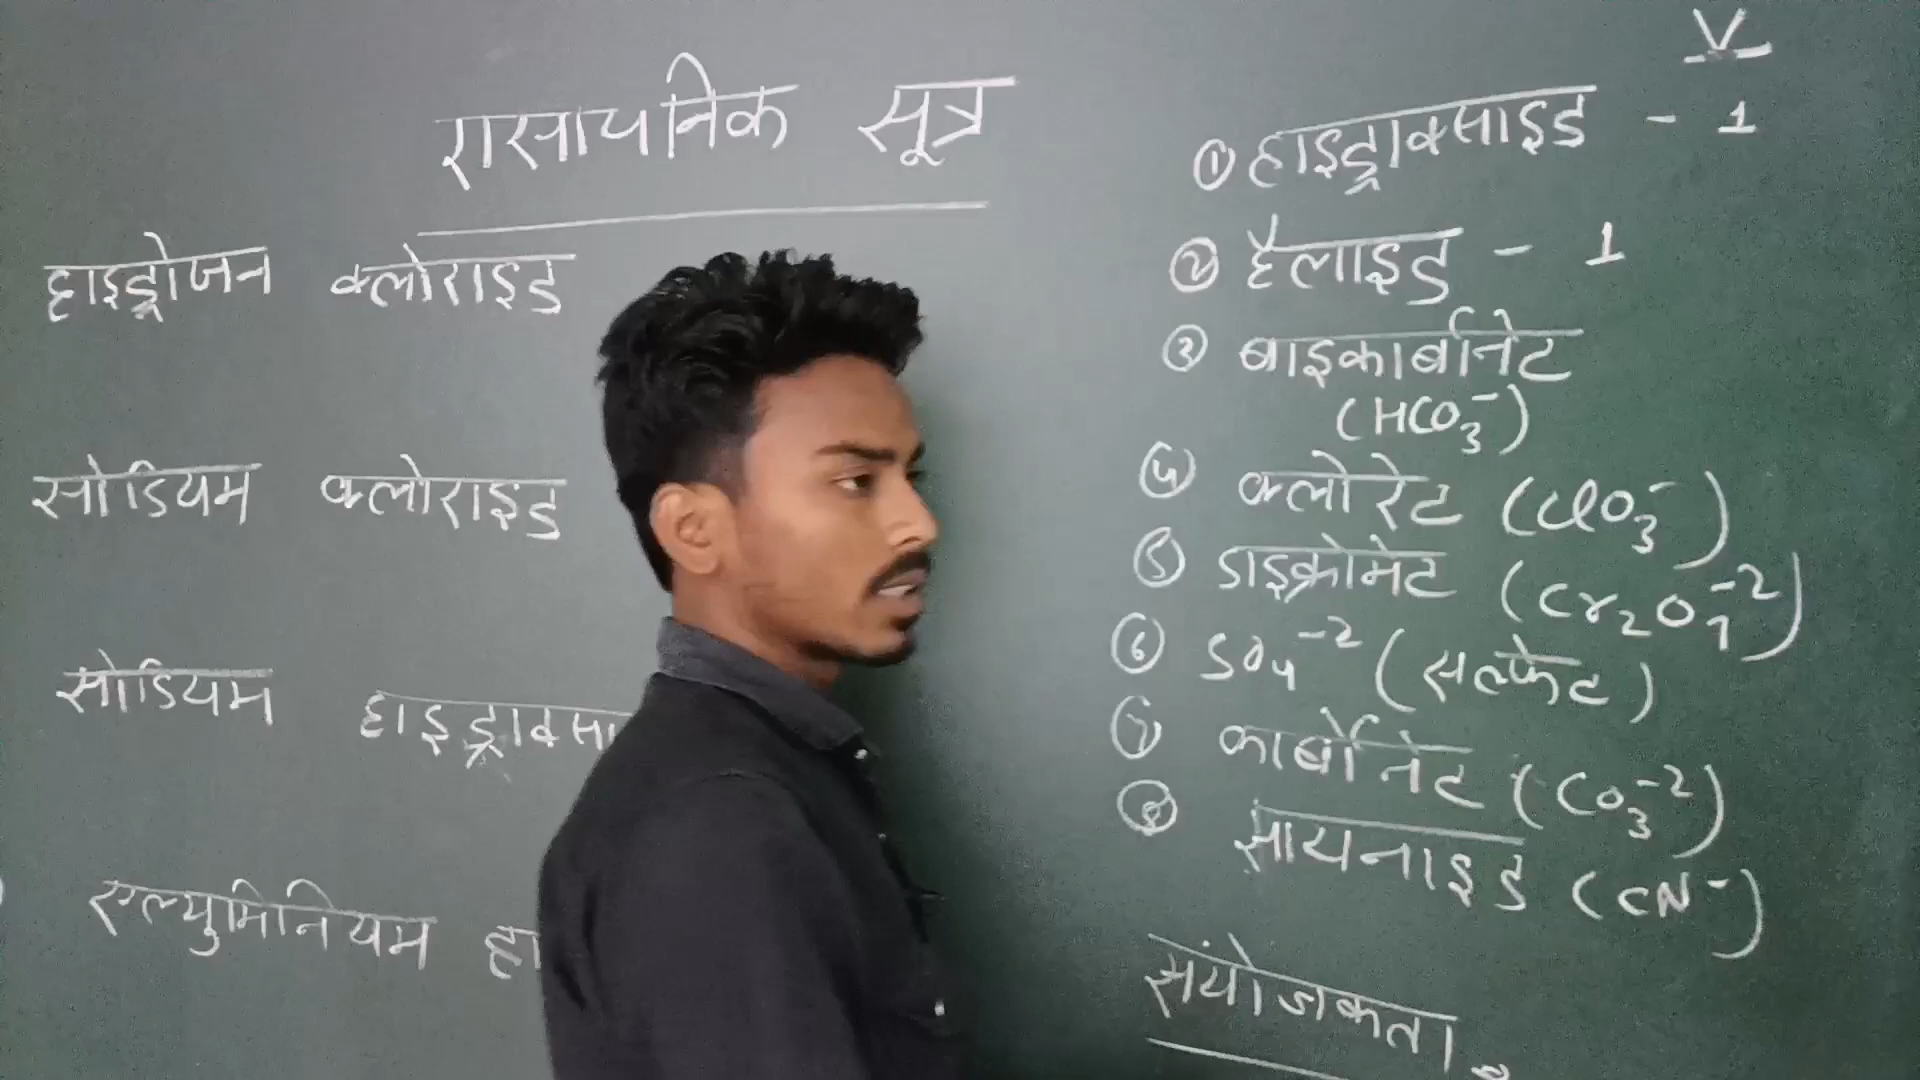 रासायनिक सूत्र
हाइड्रोजन क्लोराइड
सोडियम क्लोराइड
सोडियम हाइड्राक्सा
एल्युमिनियम हा
V
① हाइड्राक्साइड - 1
② हैलाइड - 1
③ बाइकार्बोनेट
(HCO₃⁻)
④ क्लोरेट (ClO₃⁻)
⑤ डाइक्रोमेट (Cr₂O₇⁻²)
⑥ SO₄⁻² (सल्फेट)
⑦ कार्बोनेट (CO₃⁻²)
⑧ सायनाइड (CN⁻)
संयोजकता